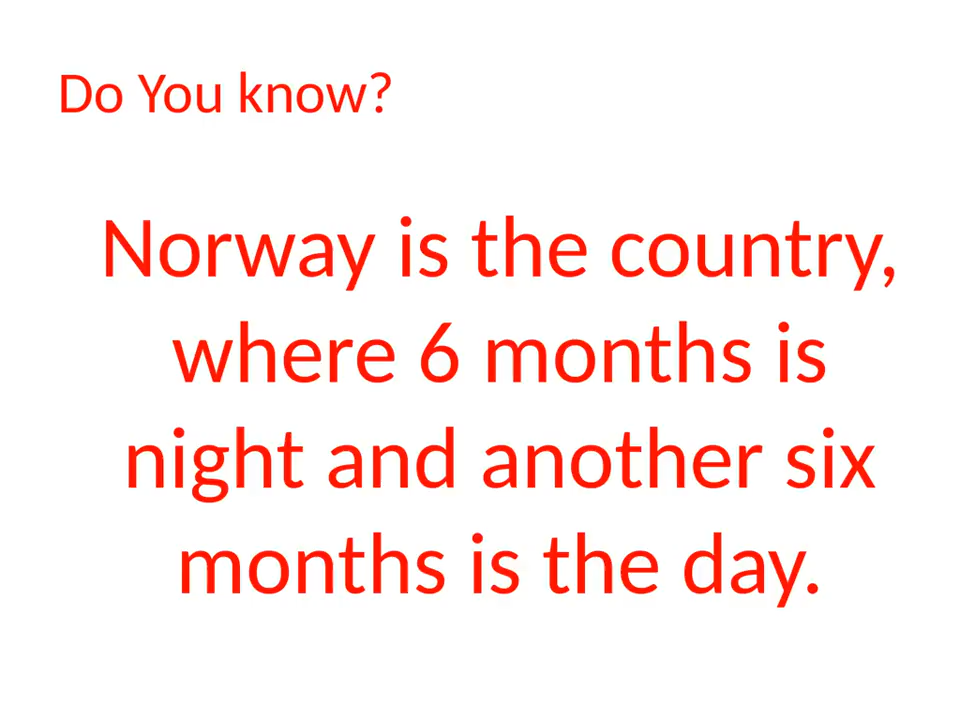 Do You know?
Norway is the country,
where 6 months is
night and another six
months is the day.